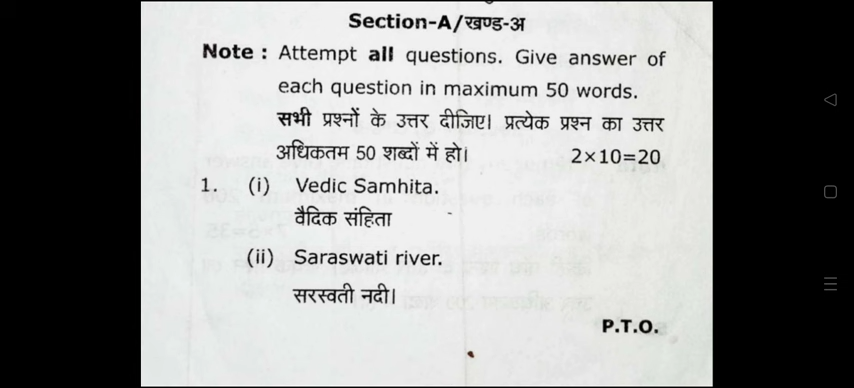 Section-A/खण्ड-अ
Note : Attempt all questions. Give answer of
each question in maximum 50 words.
सभी प्रश्नों के उत्तर दीजिए। प्रत्येक प्रश्न का उत्तर
अधिकतम 50 शब्दों में हो। 2×10=20
1. (i) Vedic Samhita.
वैदिक संहिता
(ii) Saraswati river.
सरस्वती नदी।
P.T.O.